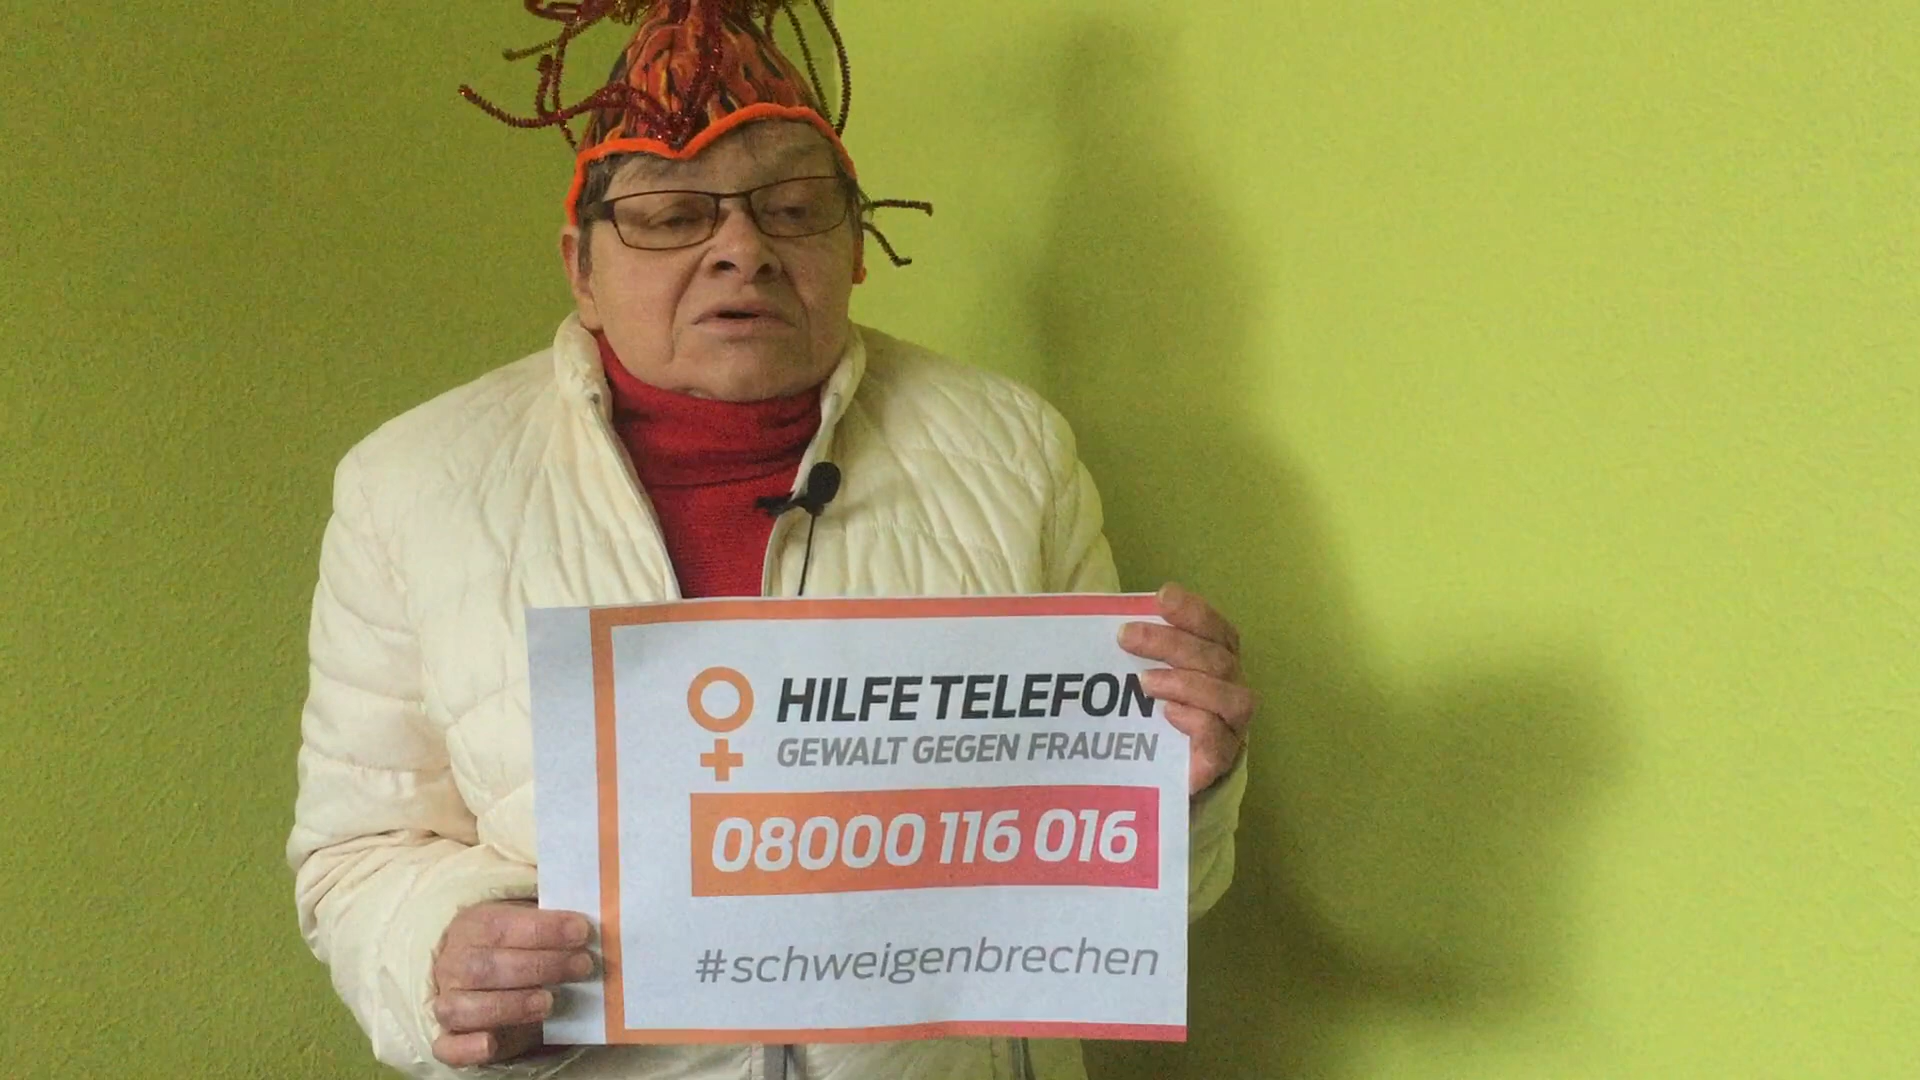 HILFE TELEFON
GEWALT GEGEN FRAUEN
08000 116 016
#schweigenbrechen